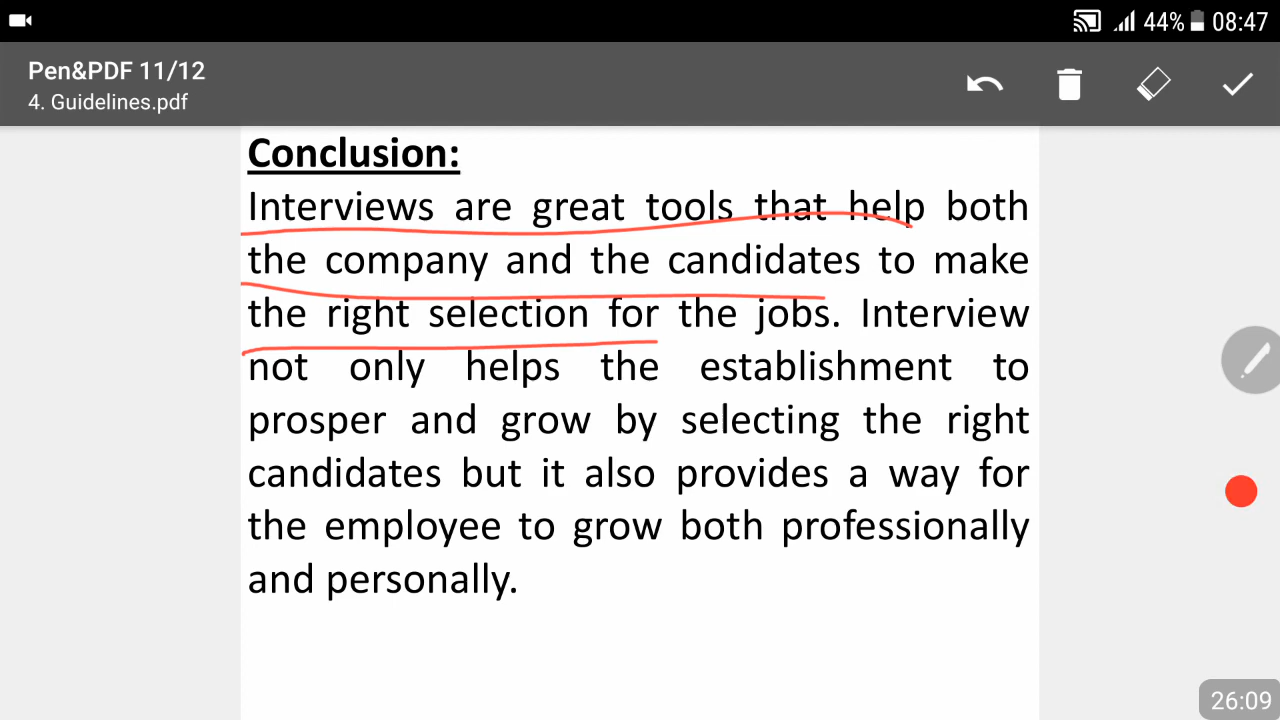 44% 08:47
Pen&PDF 11/12
4. Guidelines.pdf
Conclusion:
Interviews are great tools that help both
the company and the candidates to make
the right selection for the jobs. Interview
not only helps the establishment to
prosper and grow by selecting the right
candidates but it also provides a way for
the employee to grow both professionally
and personally.
26:09